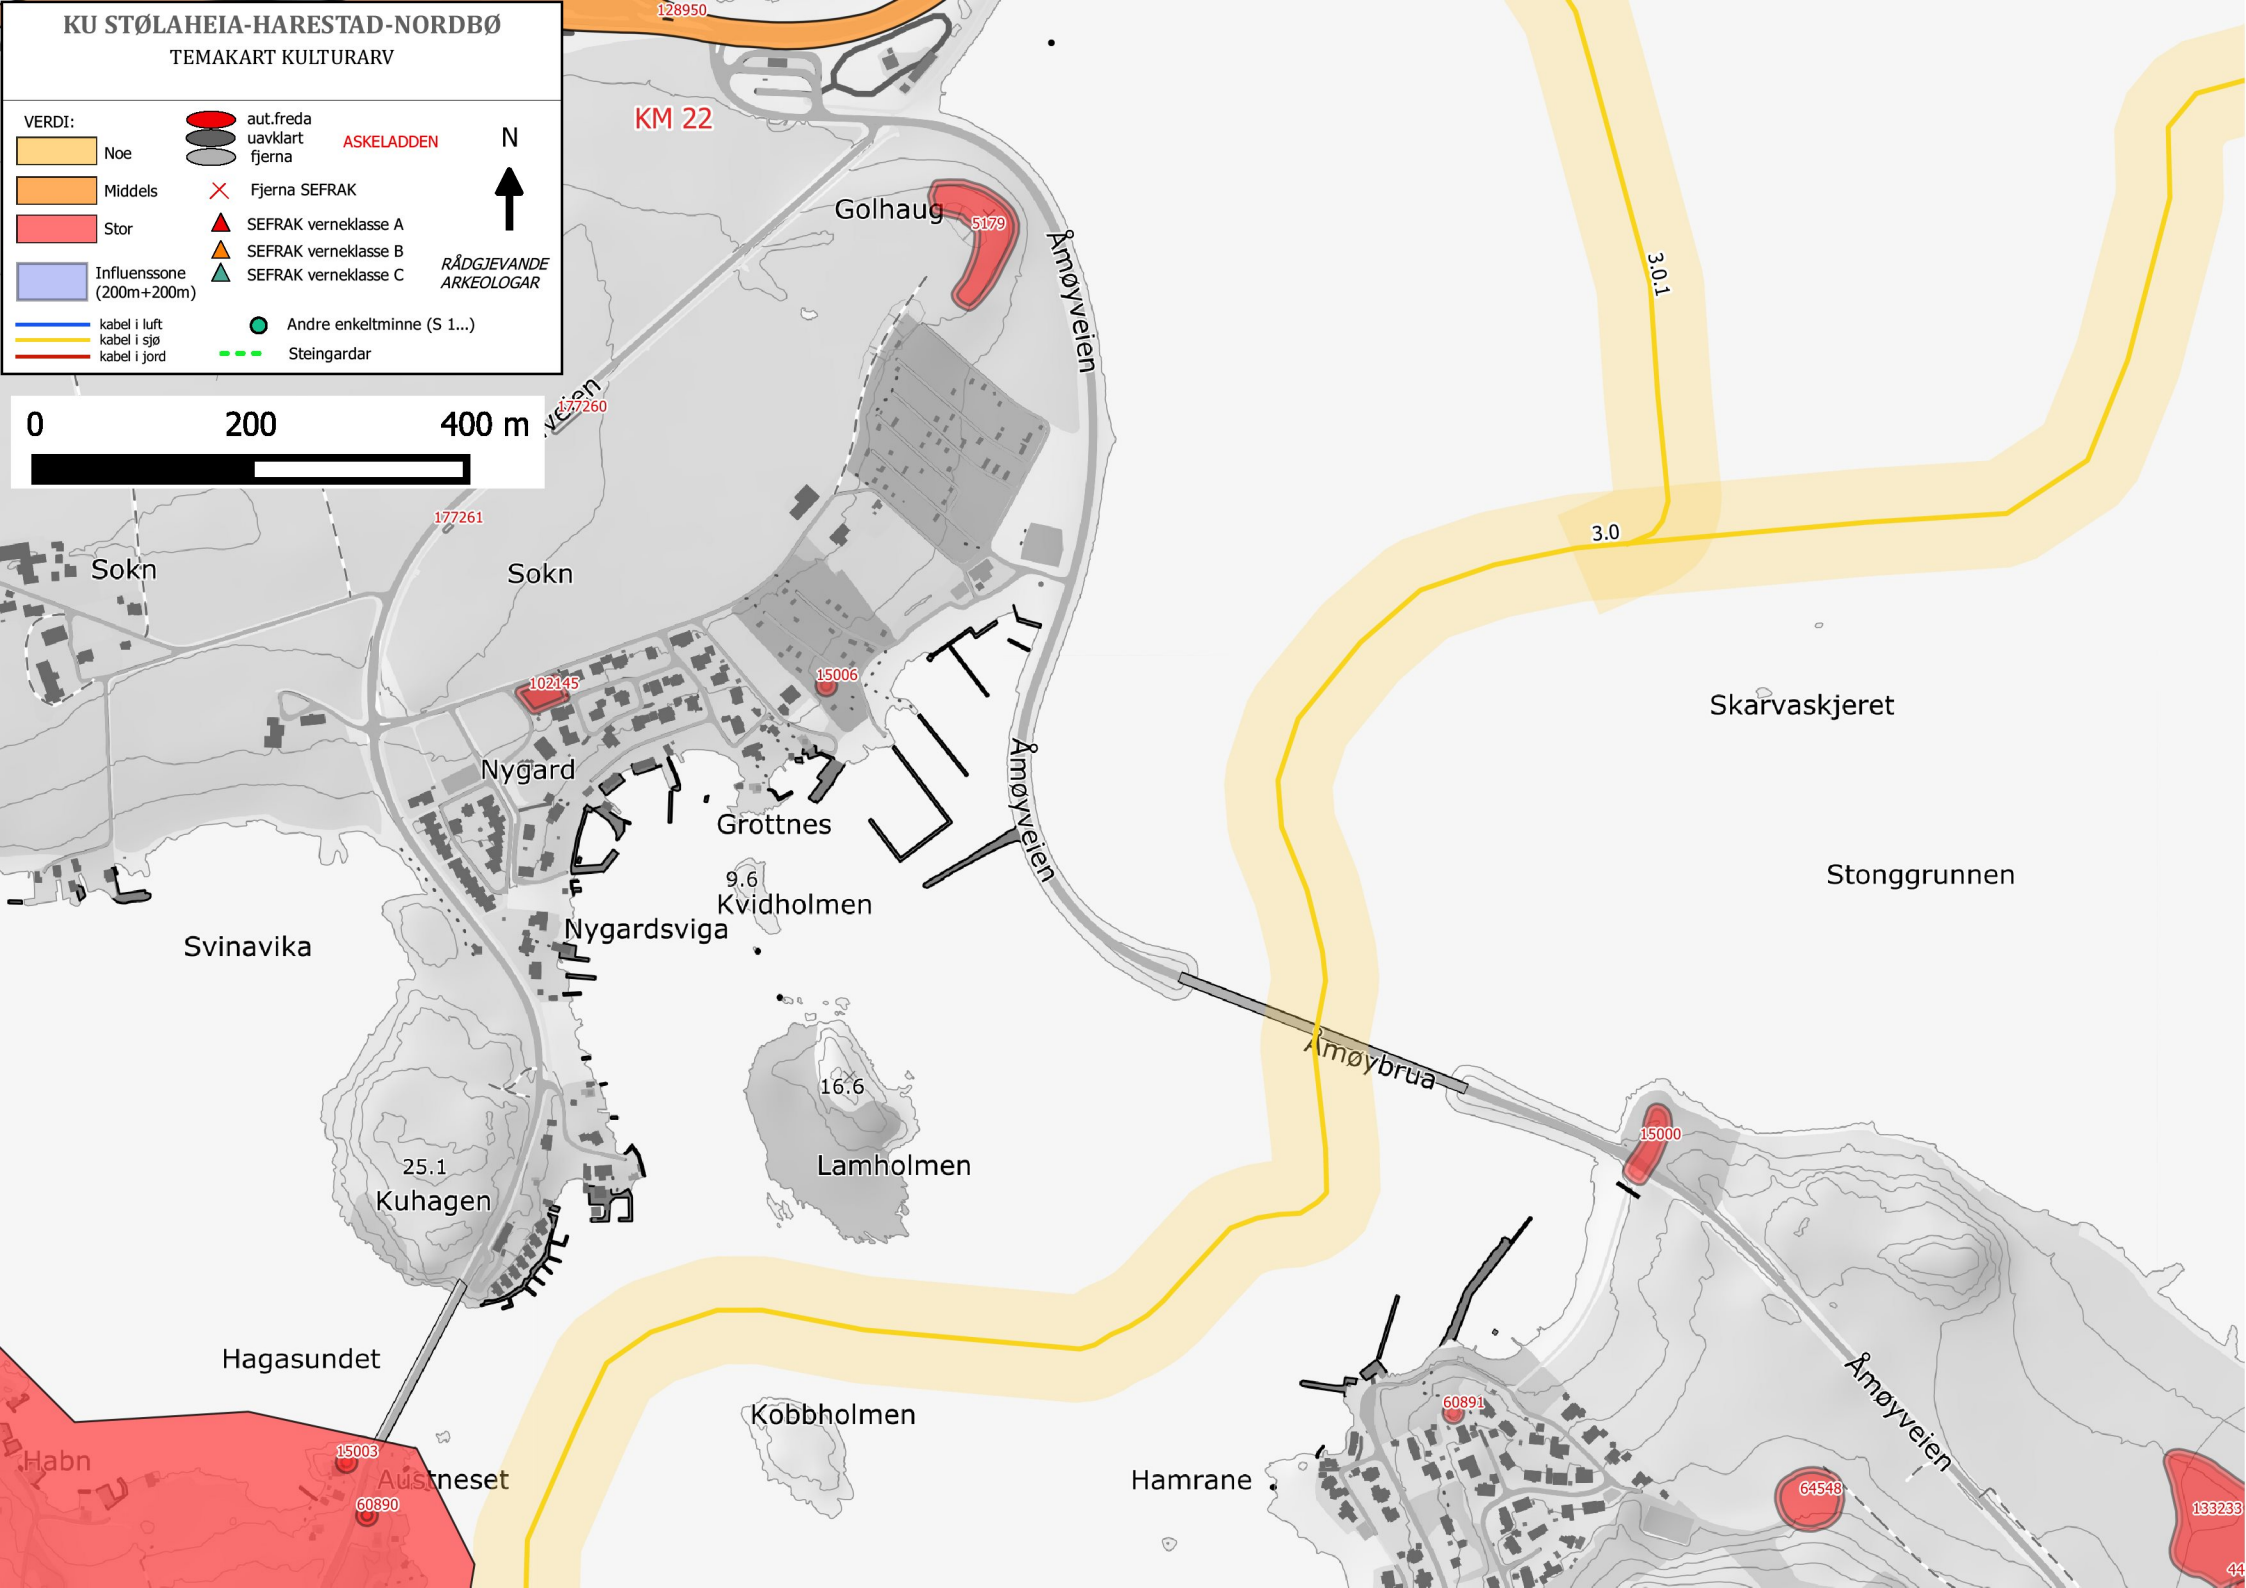 KU STØLAHEIA-HARESTAD-NORDBØ
TEMAKART KULTURARV
VERDI:
Noe
Middels
Stor
Influenssone
(200m+200m)
kabel i luft
kabel i sjø
kabel i jord
aut.freda
uavklart
fjerna
ASKELADDEN
Fjerna SEFRAK
SEFRAK verneklasse A
SEFRAK verneklasse B
SEFRAK verneklasse C
Andre enkeltminne (S 1...)
Steingardar
N
RÅDGJEVANDE
ARKEOLOGAR
0 200 400 m
128950
KM 22
Golhaug
5179
Åmøyveien
3.0.1
veien
177260
177261
3.0
Sokn
Sokn
102145
15006
Skarvaskjeret
Nygard
Åmøyveien
Grottnes
9.6
Kvidholmen
Stonggrunnen
Nygardsviga
Svinavika
Åmøybrua
16.6
15000
25.1
Lamholmen
Kuhagen
Hagasundet
Åmøyveien
60891
Kobbholmen
15003
Habn
Austneset
Hamrane
64548
60890
133233
44